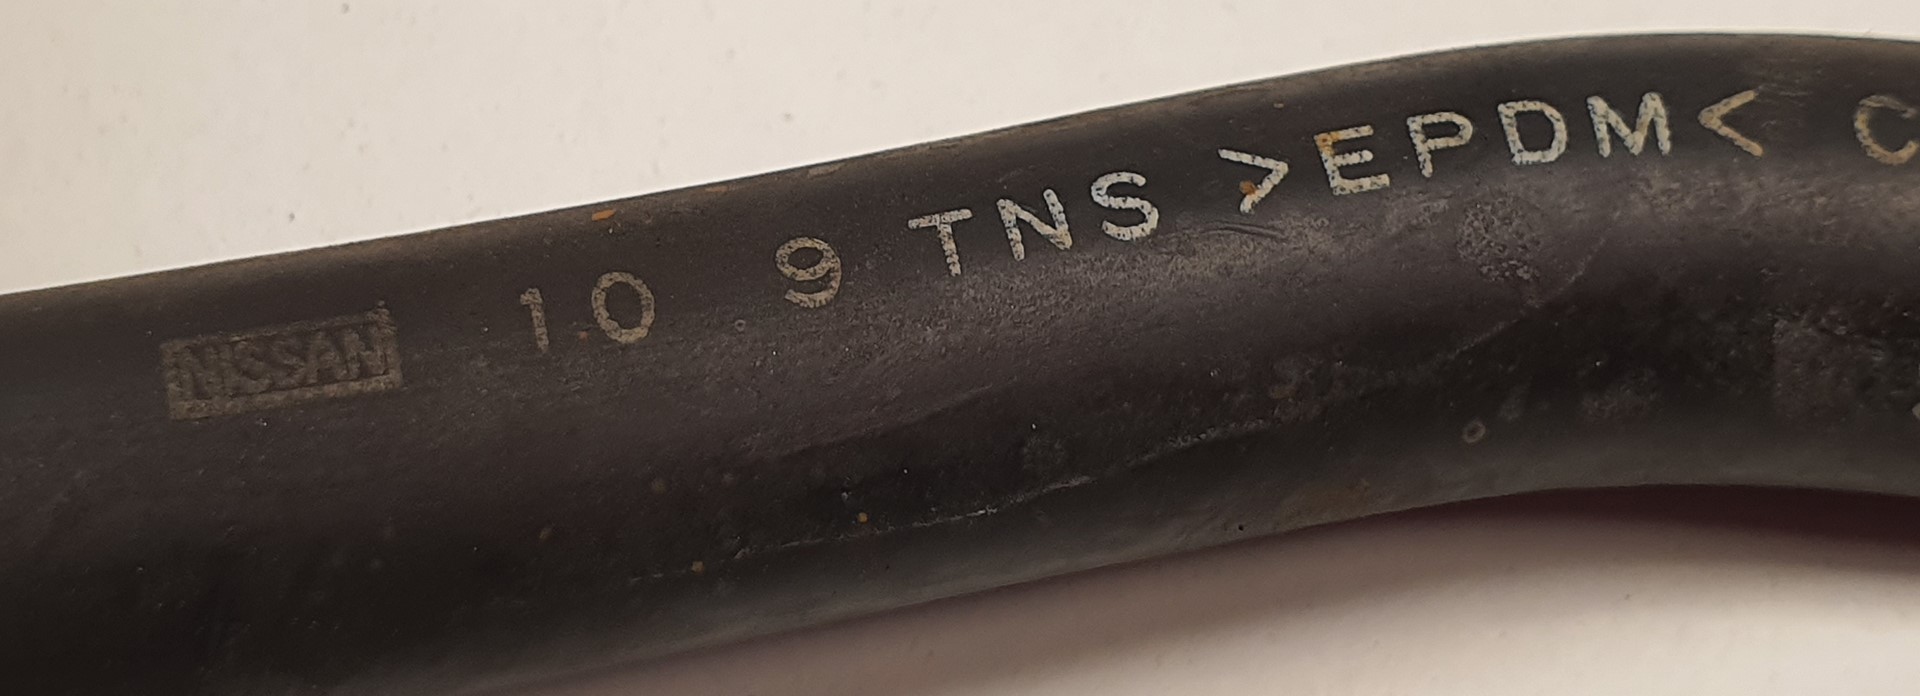 NISSAN 10 9 TNS >EPDM< C